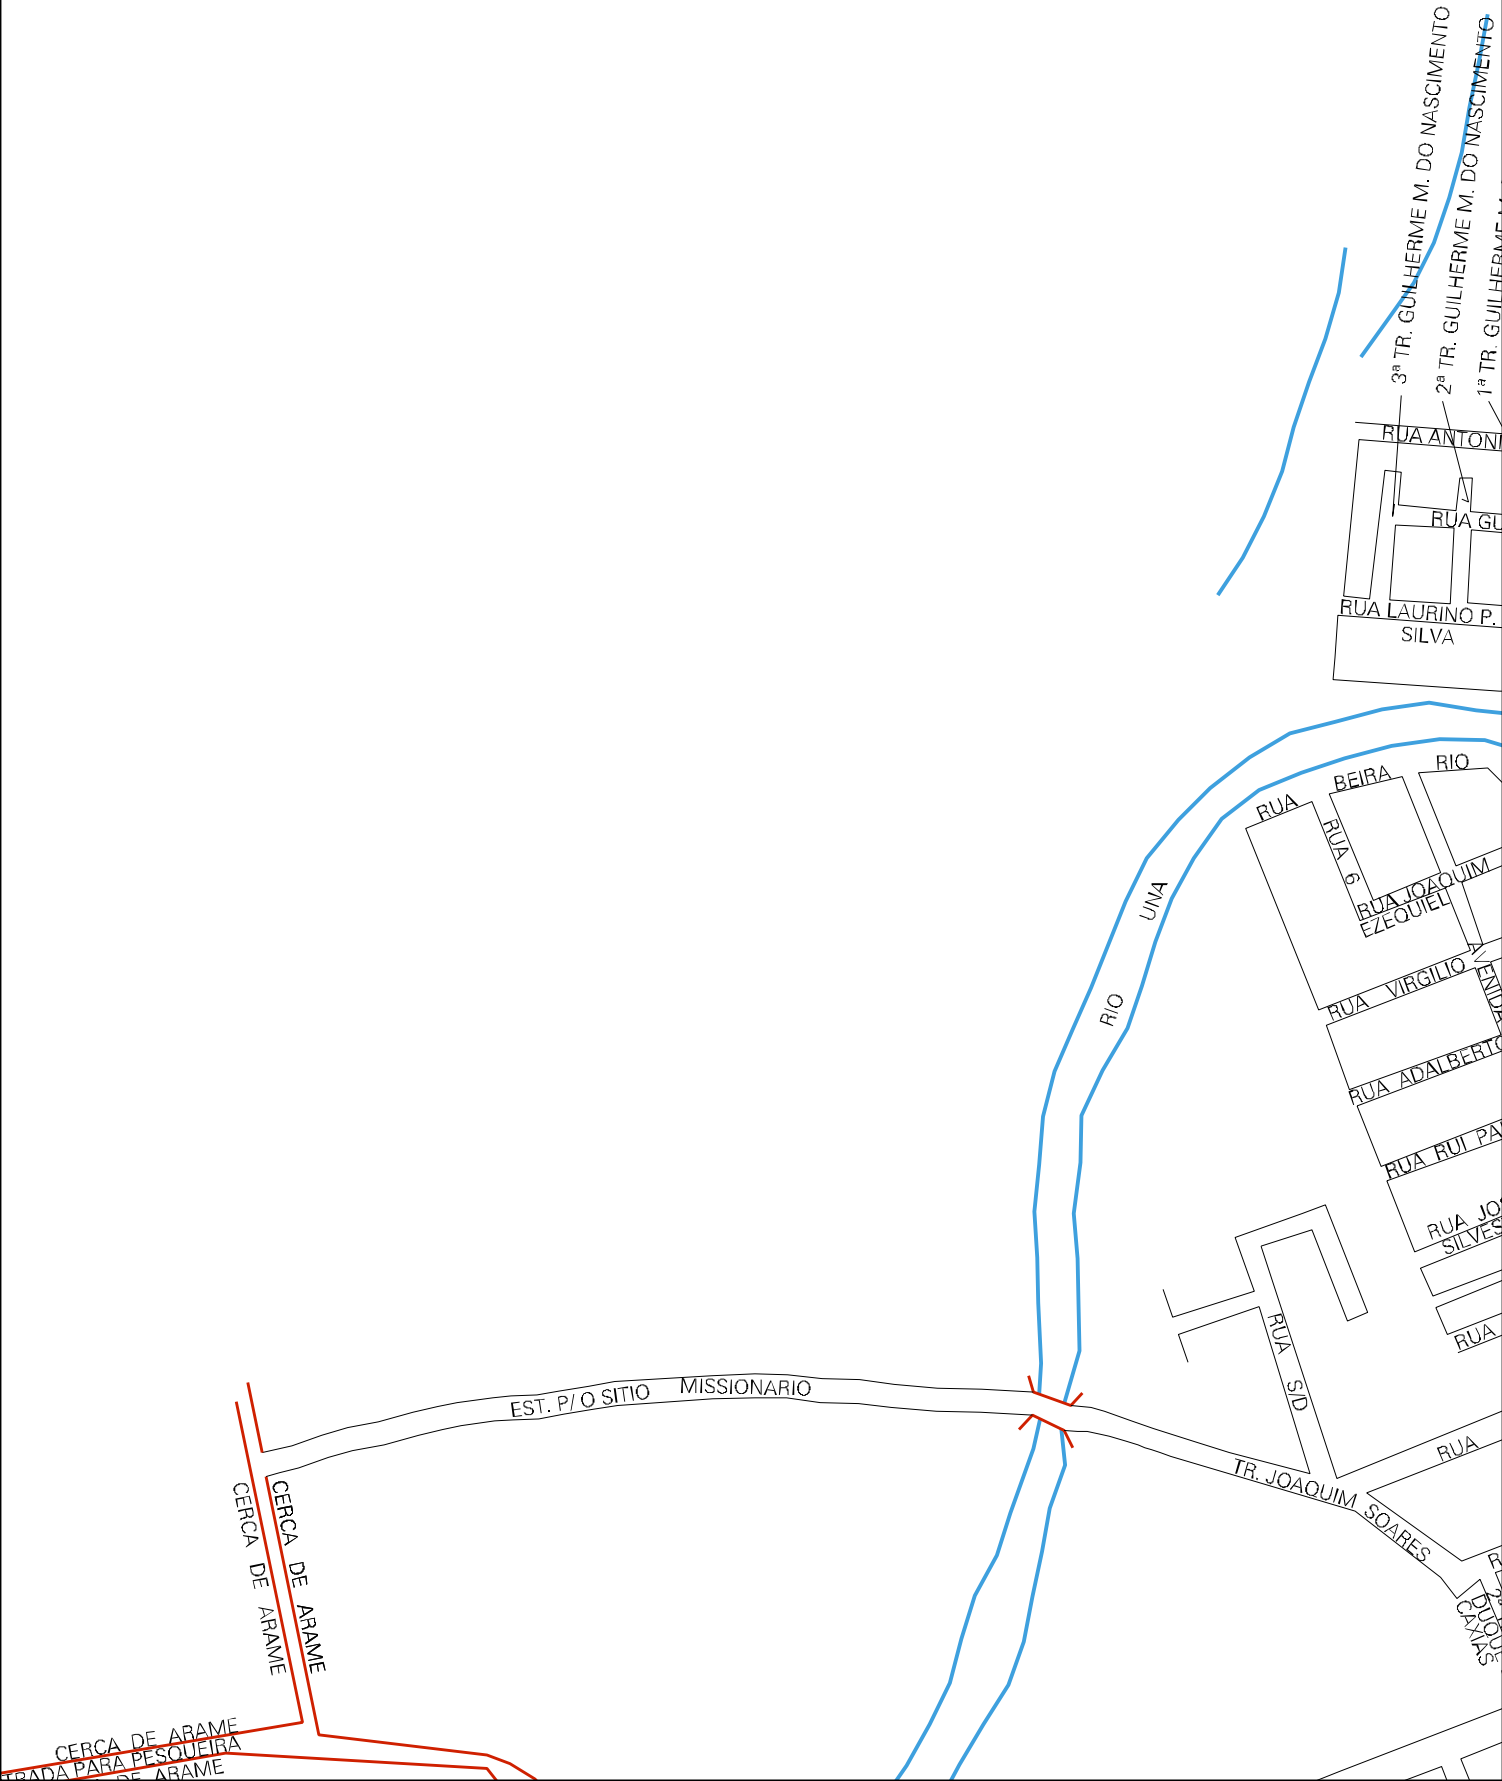 3ª TR. GUILHERME M. DO NASCIMENTO
2ª TR. GUILHERME M. DO NASCIMENTO
1ª TR. GUILHERME
RUA ANTONI
RUA GU
RUA LAURINO P.
SILVA
RUA BEIRA RIO
RUA 6
RUA JOAQUIM
EZEQUIEL
UNA
RIO
RUA VIRGILIO
AVENIDA
RUA ADALBERTO
RUA RUI PA
RUA JOS
SILVES
RUA
RUA S/D
EST. P/ O SITIO MISSIONARIO
RUA
TR. JOAQUIM SOARES
DUQUE
CAXIAS
CERCA DE ARAME
CERCA DE ARAME
CERCA DE ARAME
TRADA PARA PESQUEIRA
DE ARAME